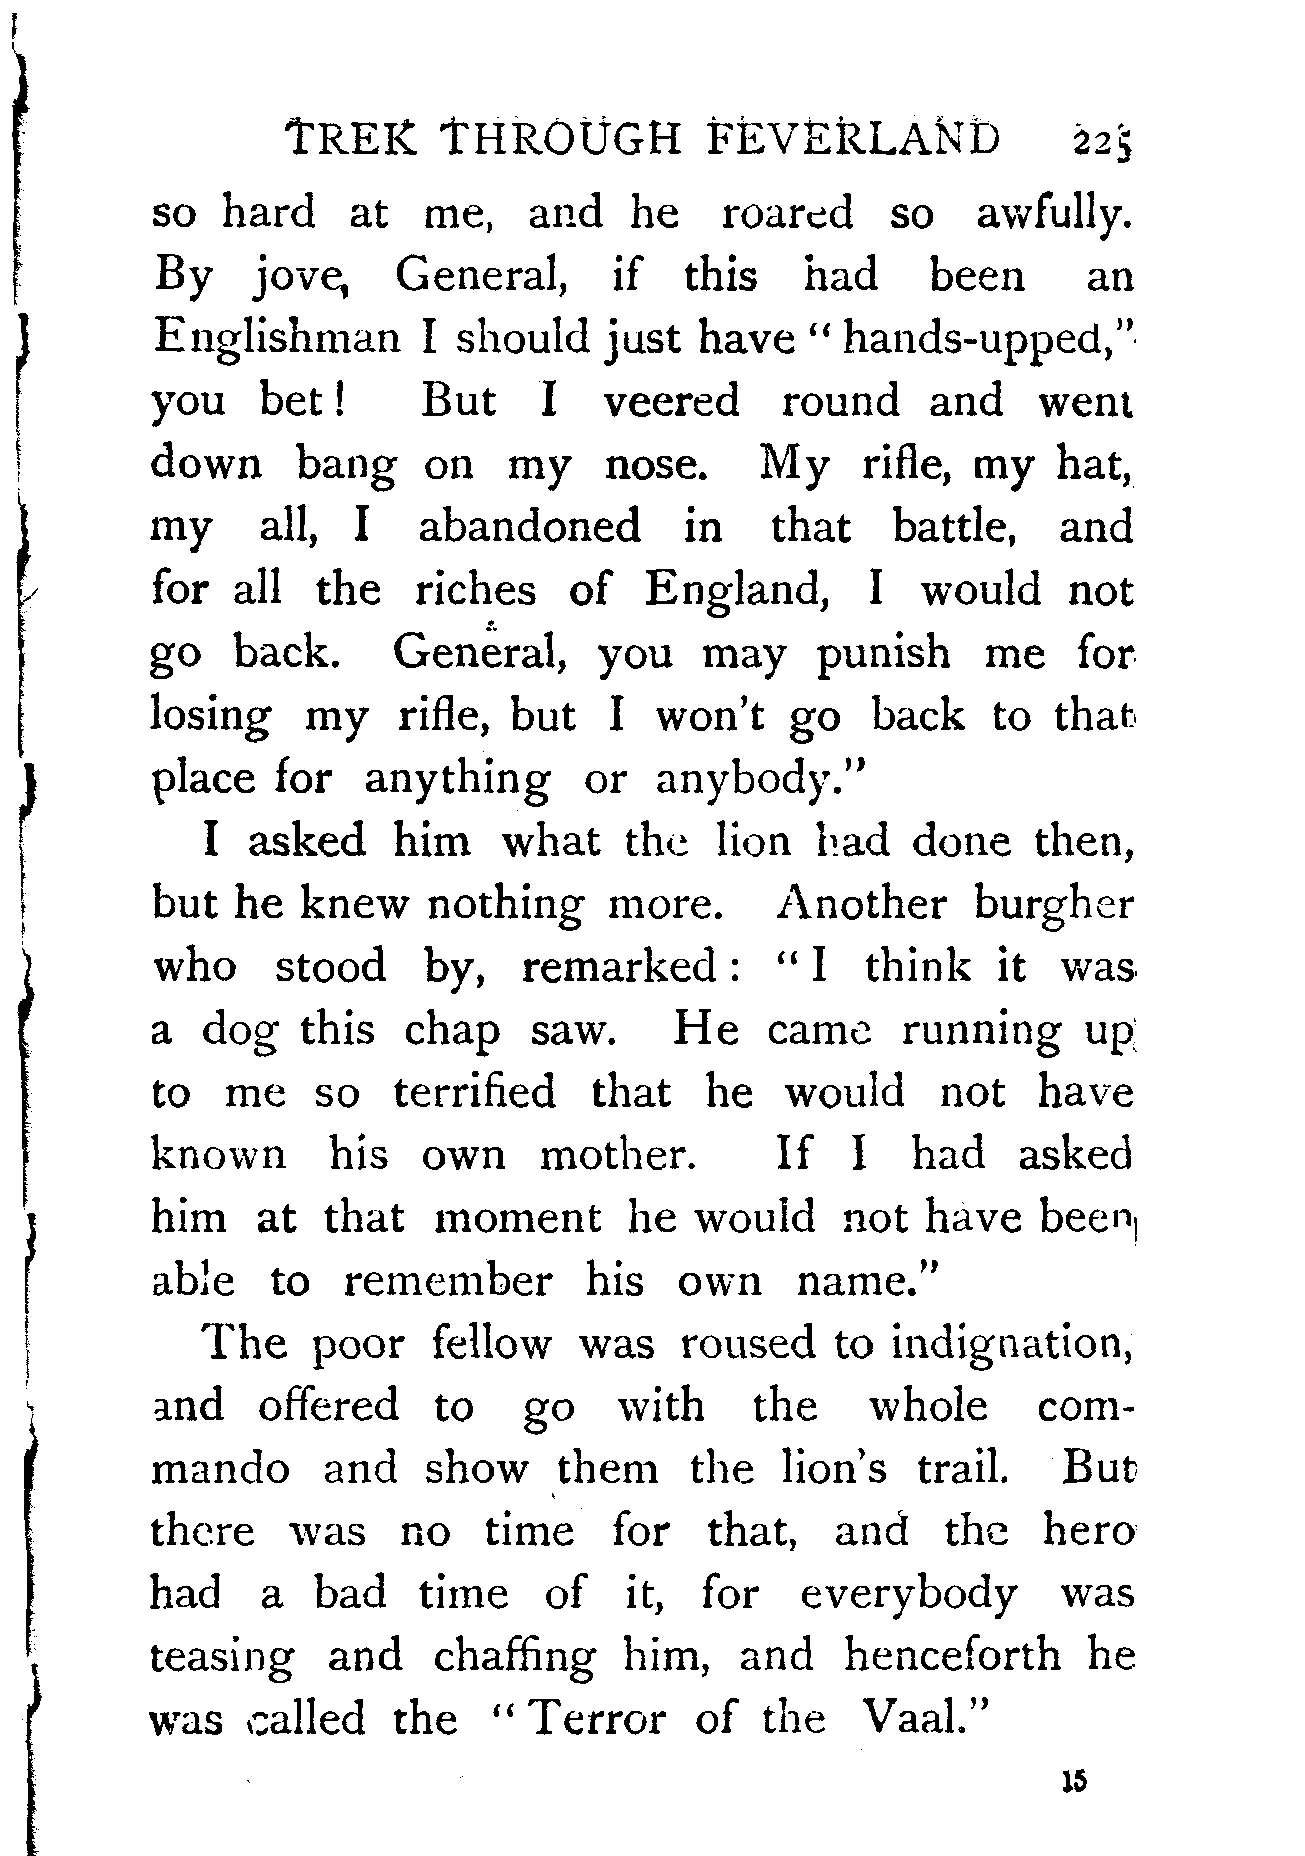 TREK THROUGH FEVERLAND 225
so hard at me, and he roared so awfully.
By jove, General, if this had been an
Englishman I should just have " hands-upped,"
you bet ! But I veered round and went
down bang on my nose. My rifle, my hat,
my all, I abandoned in that battle, and
for all the riches of England, I would not
go back. General, you may punish me for
losing my rifle, but I won't go back to that
place for anything or anybody."
I asked him what the lion had done then,
but he knew nothing more. Another burgher
who stood by, remarked : " I think it was
a dog this chap saw. He came running up
to me so terrified that he would not have
known his own mother. If I had asked
him at that moment he would not have been
able to remember his own name."
The poor fellow was roused to indignation,
and offered to go with the whole com-
mando and show them the lion's trail. But
there was no time for that, and the hero
had a bad time of it, for everybody was
teasing and chaffing him, and henceforth he
was called the " Terror of the Vaal."
15